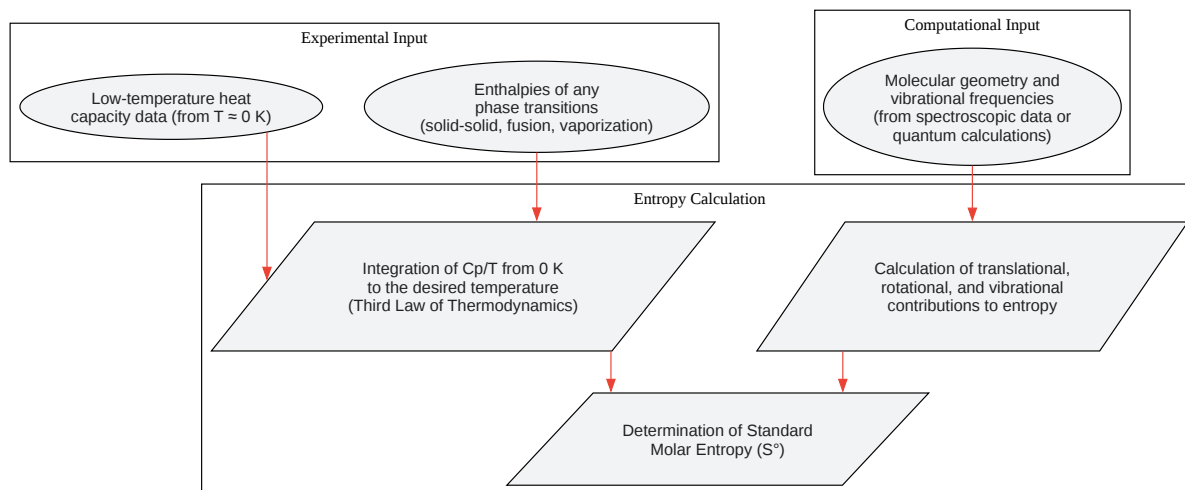 Experimental Input
Low-temperature heat
capacity data (from T ≈ 0 K)
Enthalpies of any
phase transitions
(solid-solid, fusion, vaporization)
Computational Input
Molecular geometry and
vibrational frequencies
(from spectroscopic data or
quantum calculations)
Entropy Calculation
Integration of Cp/T from 0 K
to the desired temperature
(Third Law of Thermodynamics)
Calculation of translational,
rotational, and vibrational
contributions to entropy
Determination of Standard
Molar Entropy (S°)